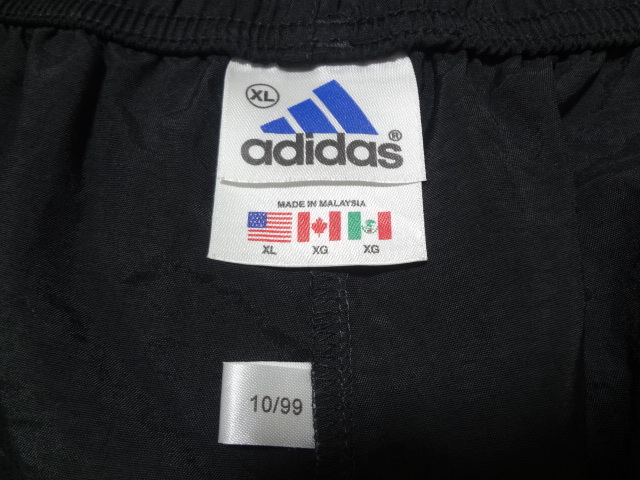 XL
adidas®
MADE IN MALAYSIA
XL XG XG
10/99